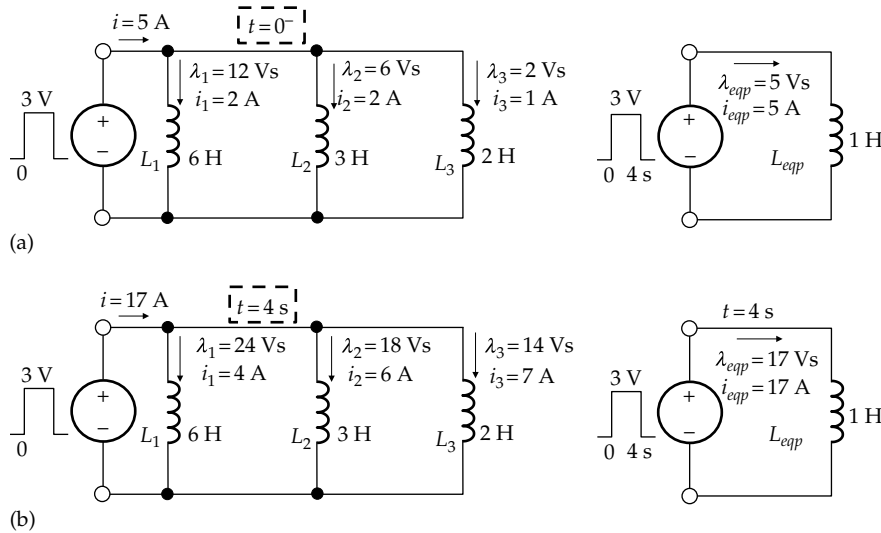 i = 5 A
t = 0⁻
λ1 = 12 Vs
i1 = 2 A
λ2 = 6 Vs
i2 = 2 A
λ3 = 2 Vs
i3 = 1 A
3 V
0
+
−
L1
6 H
L2
3 H
L3
2 H
λeqp = 5 Vs
ieqp = 5 A
3 V
0
4 s
+
−
Leqp
1 H
(a)
i = 17 A
t = 4 s
λ1 = 24 Vs
i1 = 4 A
λ2 = 18 Vs
i2 = 6 A
λ3 = 14 Vs
i3 = 7 A
3 V
0
+
−
L1
6 H
L2
3 H
L3
2 H
t = 4 s
λeqp = 17 Vs
ieqp = 17 A
3 V
0
4 s
+
−
Leqp
1 H
(b)